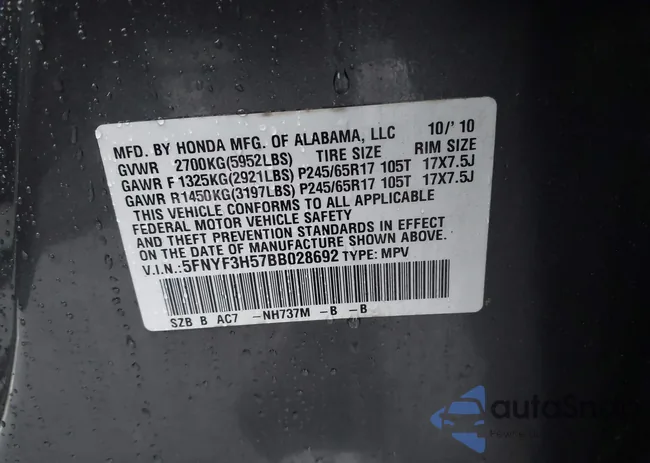 MFD. BY HONDA MFG. OF ALABAMA, LLC 10/'10
GVWR 2700KG(5952LBS) TIRE SIZE RIM SIZE
GAWR F 1325KG(2921LBS) P245/65R17 105T 17X7.5J
GAWR R1450KG(3197LBS) P245/65R17 105T 17X7.5J
THIS VEHICLE CONFORMS TO ALL APPLICABLE
FEDERAL MOTOR VEHICLE SAFETY
AND THEFT PREVENTION STANDARDS IN EFFECT
ON THE DATE OF MANUFACTURE SHOWN ABOVE.
V.I.N.:5FNYF3H57BB028692 TYPE: MPV
SZB B AC7 -NH737M -B -B